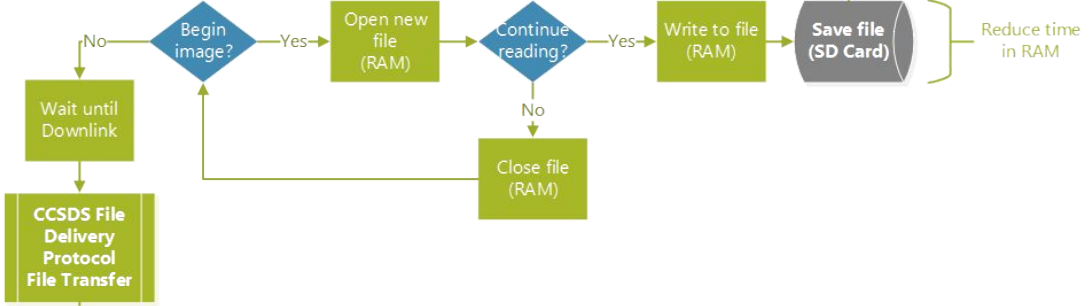 No
Begin
image?
Yes
Open new
file
(RAM)
Continue
reading?
Yes
Write to file
(RAM)
Save file
(SD Card)
Reduce time
in RAM
Wait until
Downlink
No
Close file
(RAM)
CCSDS File
Delivery
Protocol
File Transfer